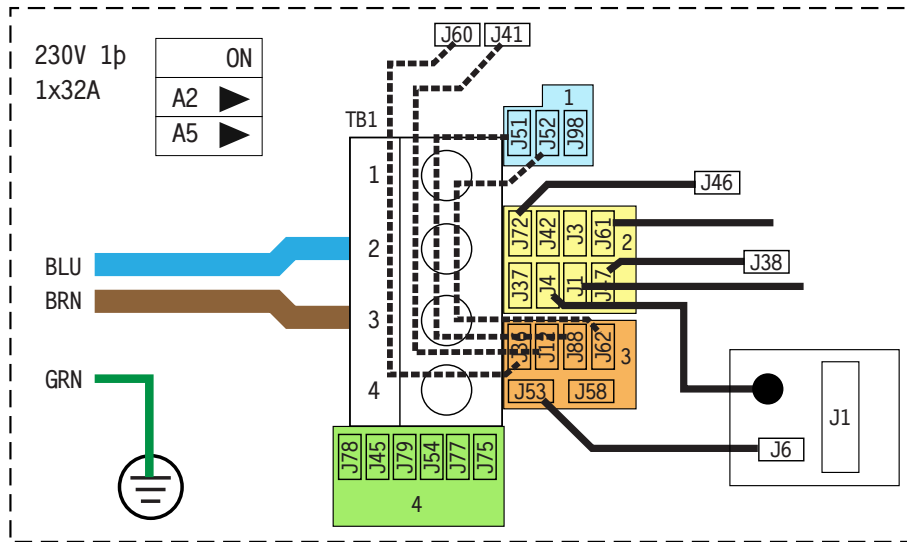 230V 1þ
1x32A
ON
A2
A5
J60 J41
TB1
1
J51 J52 J98
1
J46
J72 J42 J3 J61
2
2
J38
J37 J4 J1
BLU
BRN
3
J36 J12 J88 J62
3
GRN
4
J53 J58
J1
J6
J78 J45 J79 J54 J77 J75
4